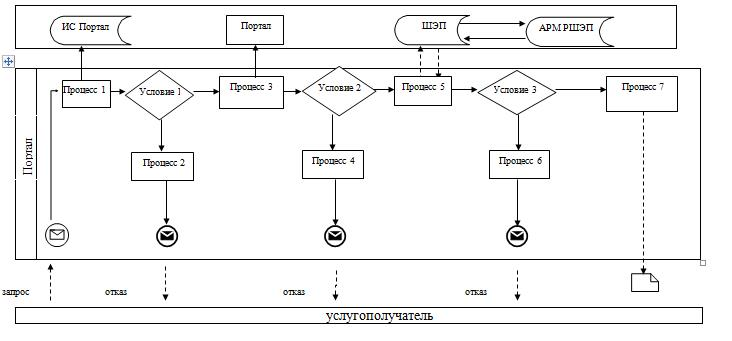 ИС Портал
Портал
ШЭП
АРМ РШЭП
Портал
Процесс 1
Условие 1
Процесс 3
Условие 2
Процесс 5
Условие 3
Процесс 7
Процесс 2
Процесс 4
Процесс 6
запрос
отказ
отказ
отказ
услугополучатель